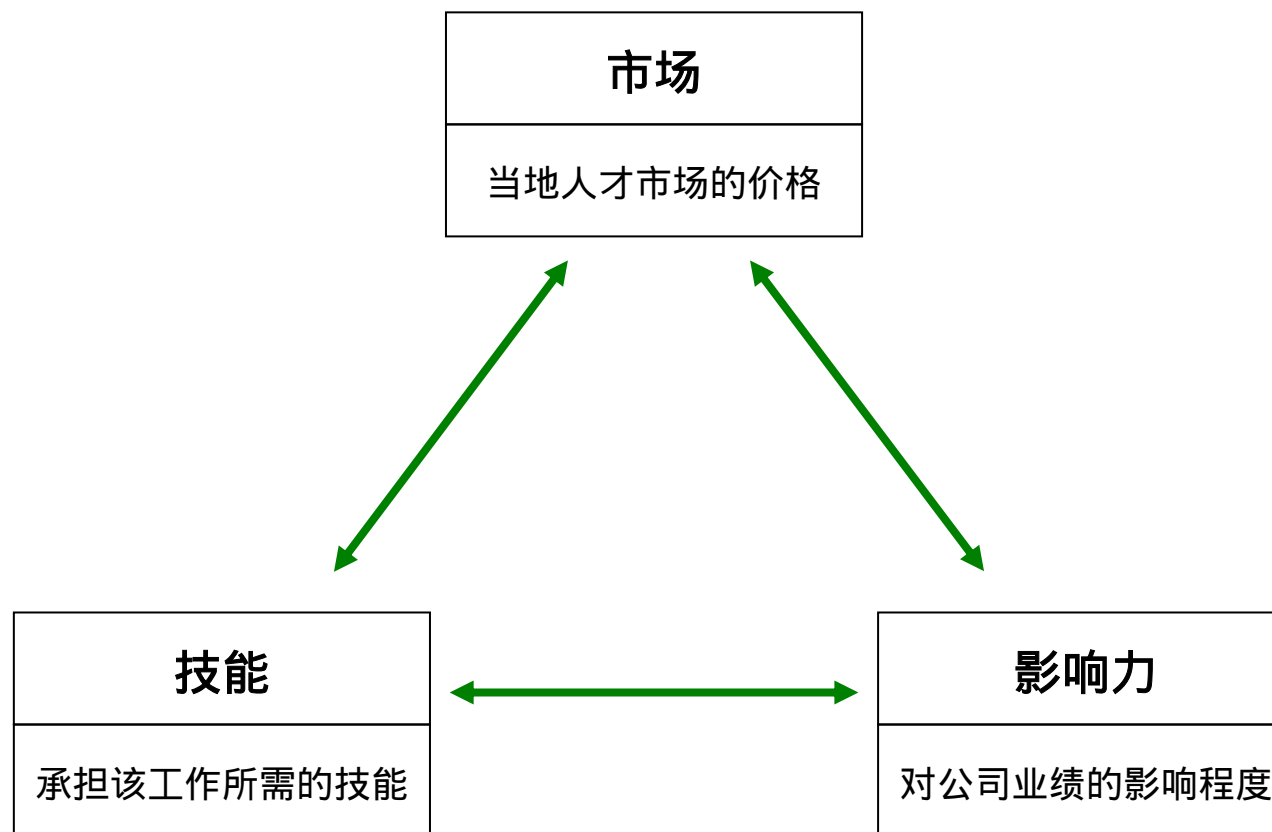 市场
当地人才市场的价格
技能
影响力
承担该工作所需的技能
对公司业绩的影响程度